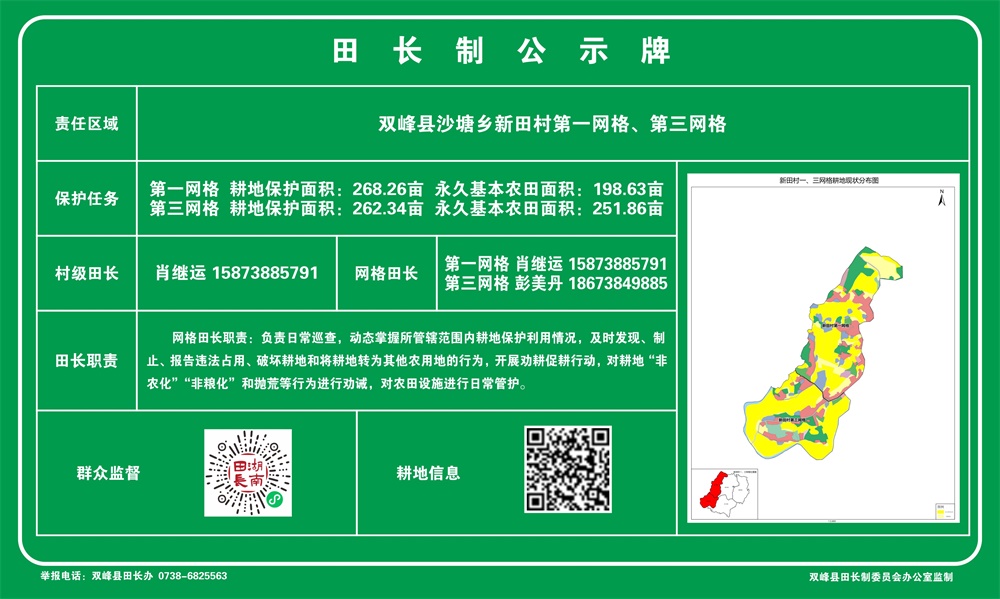 田长制公示牌
责任区域
双峰县沙塘乡新田村第一网格、第三网格
保护任务
第一网格 耕地保护面积：268.26亩 永久基本农田面积：198.63亩
第三网格 耕地保护面积：262.34亩 永久基本农田面积：251.86亩
村级田长
肖继运 15873885791
网格田长
第一网格 肖继运 15873885791
第三网格 彭美丹 18673849885
田长职责
网格田长职责：负责日常巡查，动态掌握所管辖范围内耕地保护利用情况，及时发现、制
止、报告违法占用、破坏耕地和将耕地转为其他农用地的行为，开展劝耕促耕行动，对耕地“非
农化”“非粮化”和抛荒等行为进行劝诫，对农田设施进行日常管护。
群众监督
湖南田長
耕地信息
新田村一、三网格耕地现状分布图
N
新田村第一网格
新田村第三网格
举报电话：双峰县田长办 0738-6825563
双峰县田长制委员会办公室监制